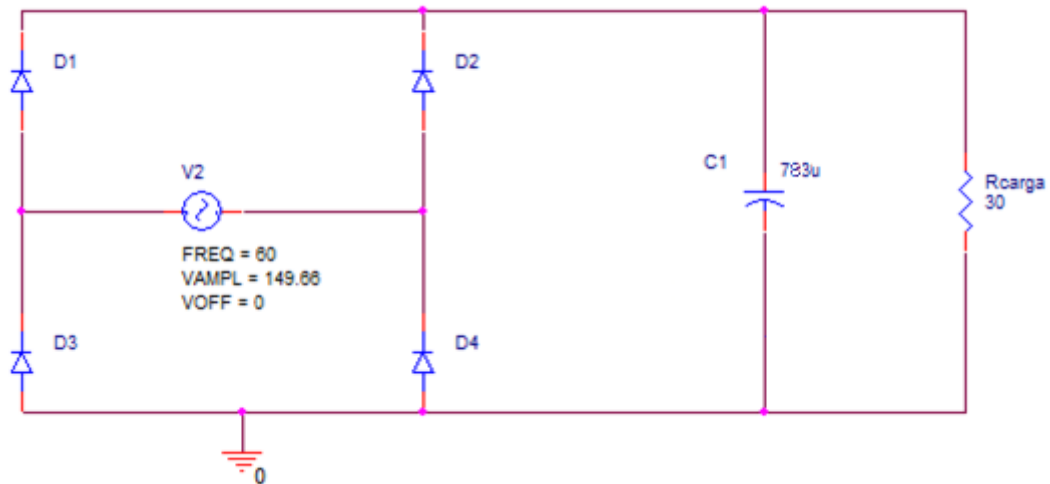 D1
D2
V2
C1
783u
Rcarga
30
FREQ = 60
VAMPL = 149.66
VOFF = 0
D3
D4
0